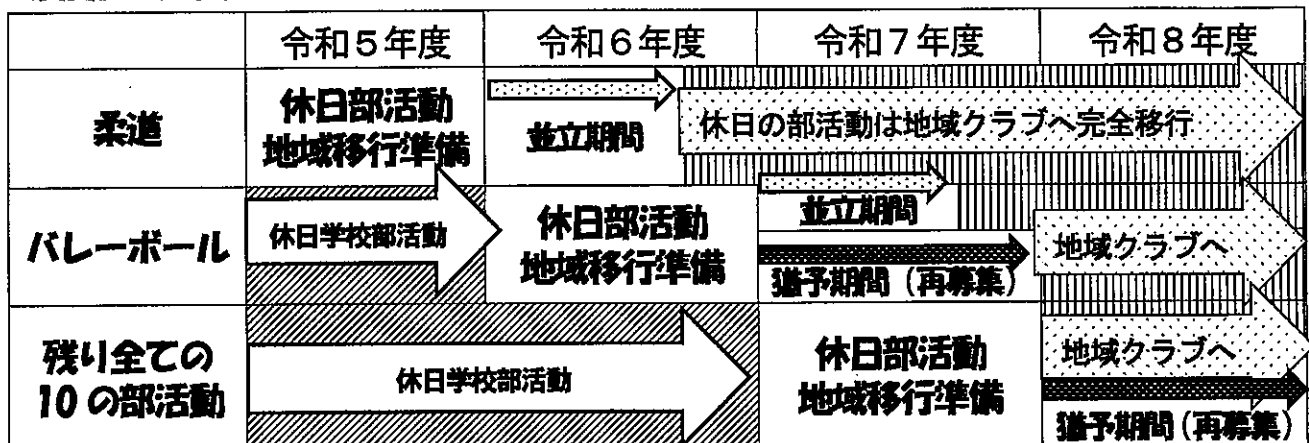 令和5年度 令和6年度 令和7年度 令和8年度
柔道
休日部活動
地域移行準備
並立期間
休日の部活動は地域クラブへ完全移行
バレーボール
休日学校部活動
休日部活動
地域移行準備
並立期間
猶予期間（再募集）
地域クラブへ
残り全ての
10の部活動
休日学校部活動
休日部活動
地域移行準備
地域クラブへ
猶予期間（再募集）